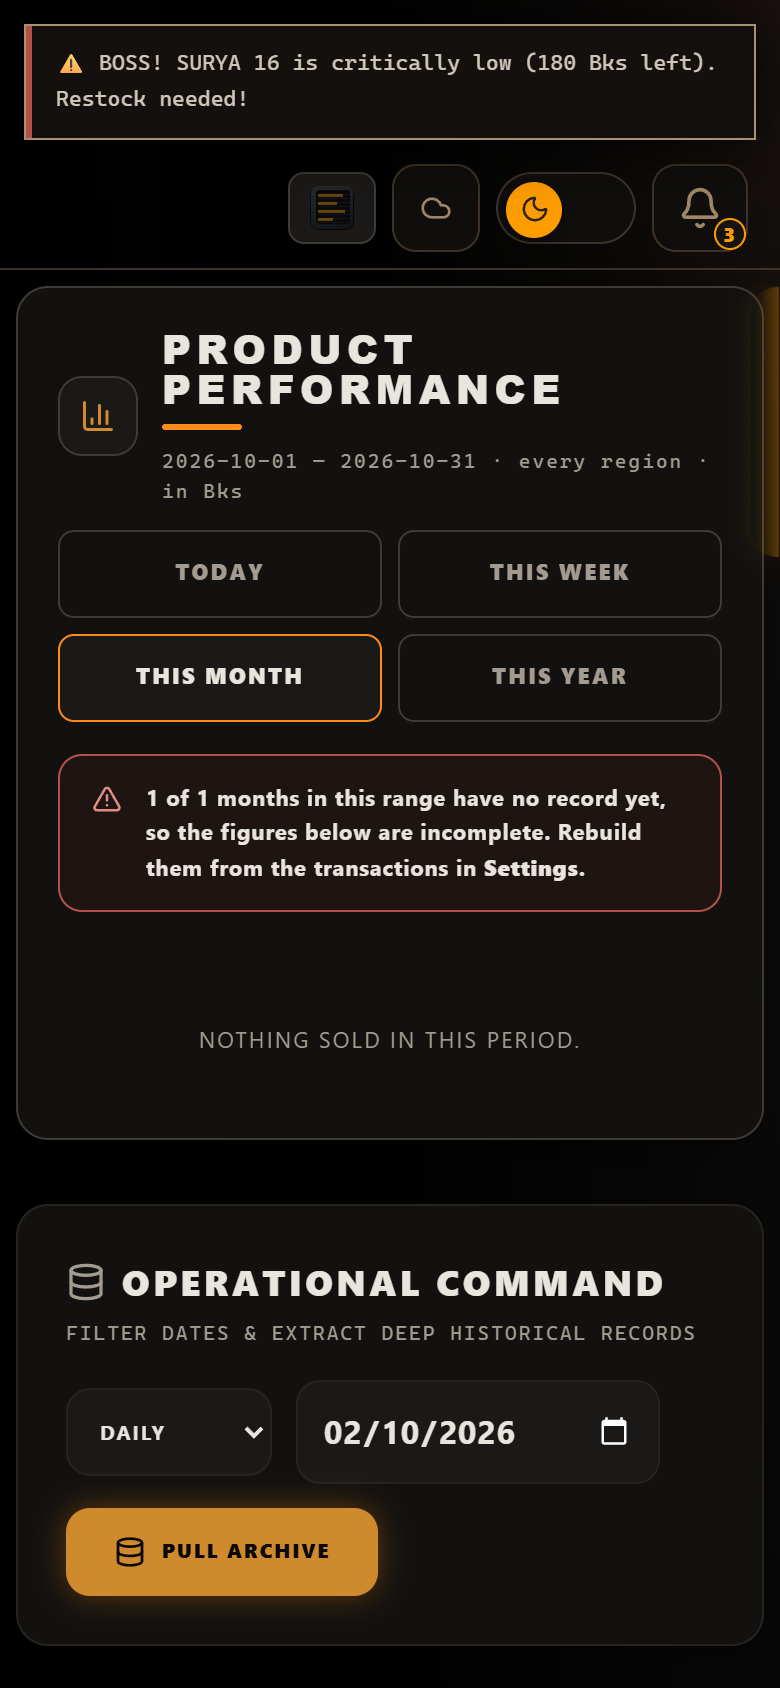 ⚠️ BOSS! SURYA 16 is critically low (180 Bks left).
Restock needed!
3
PRODUCT
PERFORMANCE
2026-10-01 — 2026-10-31 · every region ·
in Bks
TODAY
THIS WEEK
THIS MONTH
THIS YEAR
1 of 1 months in this range have no record yet,
so the figures below are incomplete. Rebuild
them from the transactions in Settings.
NOTHING SOLD IN THIS PERIOD.
OPERATIONAL COMMAND
FILTER DATES & EXTRACT DEEP HISTORICAL RECORDS
DAILY
02/10/2026
PULL ARCHIVE